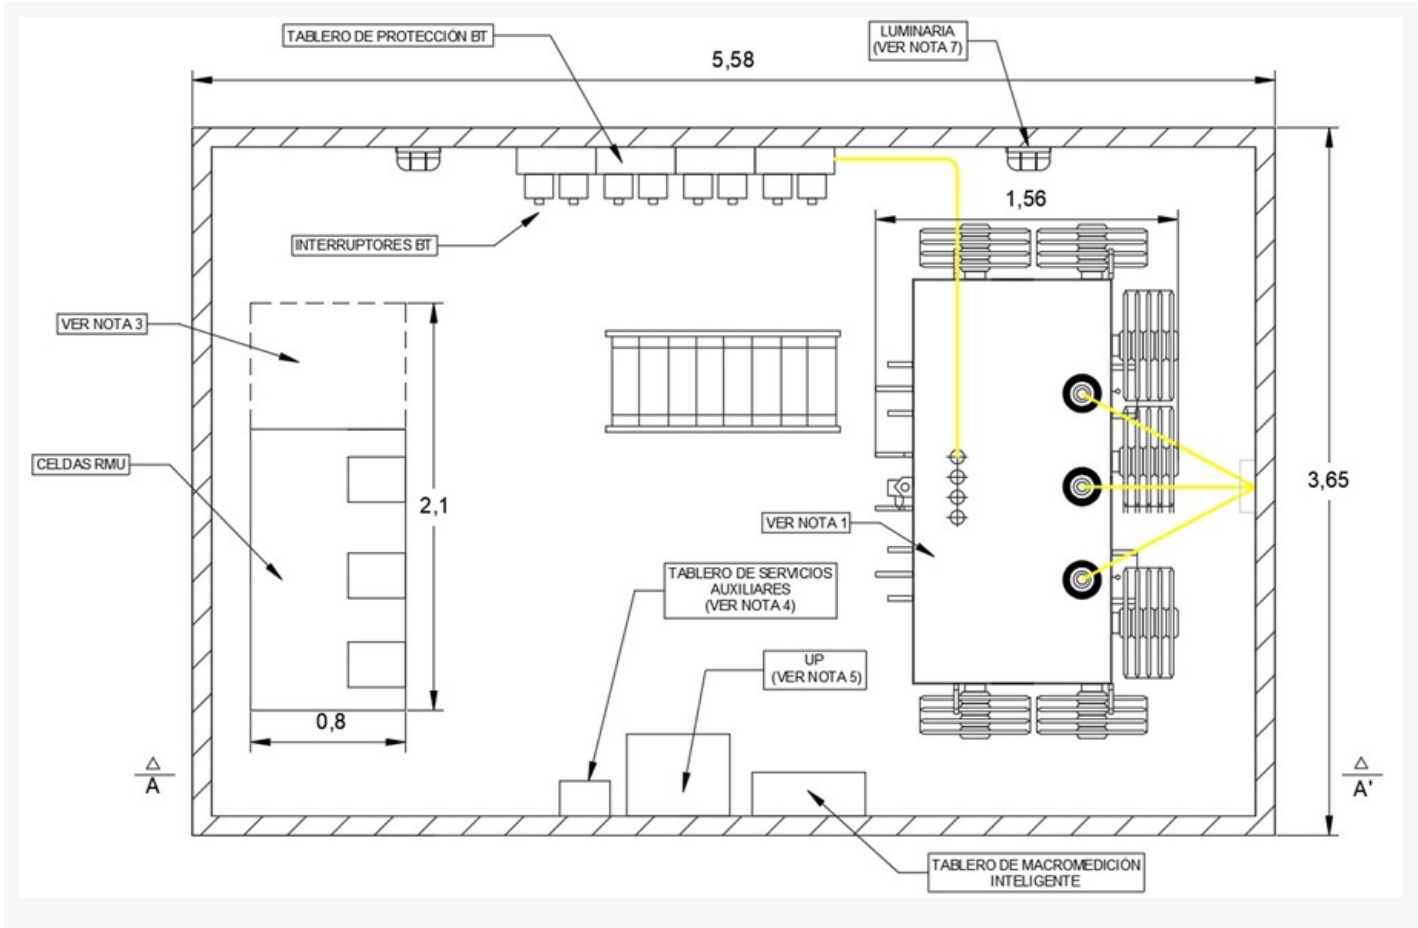 TABLERO DE PROTECCIÓN BT
LUMINARIA
(VER NOTA 7)
5,58
1,56
INTERRUPTORES BT
VER NOTA 3
CELDAS RMU
2,1
3,65
VER NOTA 1
TABLERO DE SERVICIOS
AUXILIARES
(VER NOTA 4)
UP
(VER NOTA 5)
0,8
A
A'
TABLERO DE MACROMEDICIÓN
INTELIGENTE